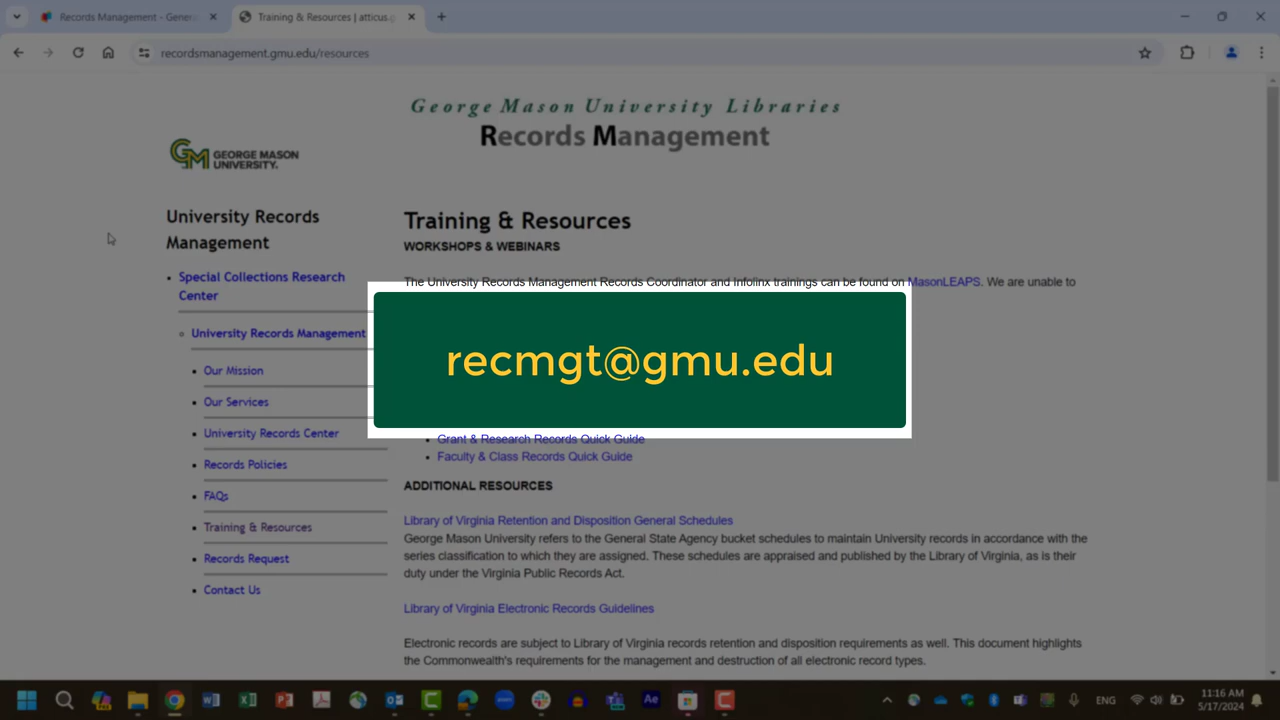 Records Management - Gener
Training & Resources | atticus.g
recordsmanagement.gmu.edu/resources
George Mason University Libraries
Records Management
GEORGE MASON
UNIVERSITY.
University Records
Management
Special Collections Research
Center
University Records Management
Our Mission
Our Services
University Records Center
Records Policies
FAQs
Training & Resources
Records Request
Contact Us
Training & Resources
WORKSHOPS & WEBINARS
The University Records Management Records Coordinator and Infolinx trainings can be found on MasonLEAPS. We are unable to
recmgt@gmu.edu
Grant & Research Records Quick Guide
Faculty & Class Records Quick Guide
ADDITIONAL RESOURCES
Library of Virginia Retention and Disposition General Schedules
George Mason University refers to the General State Agency bucket schedules to maintain University records in accordance with the
series classification to which they are assigned. These schedules are appraised and published by the Library of Virginia, as is their
duty under the Virginia Public Records Act.
Library of Virginia Electronic Records Guidelines
Electronic records are subject to Library of Virginia records retention and disposition requirements as well. This document highlights
the Commonwealth's requirements for the management and destruction of all electronic record types.
ENG
11:16 AM
5/17/2024